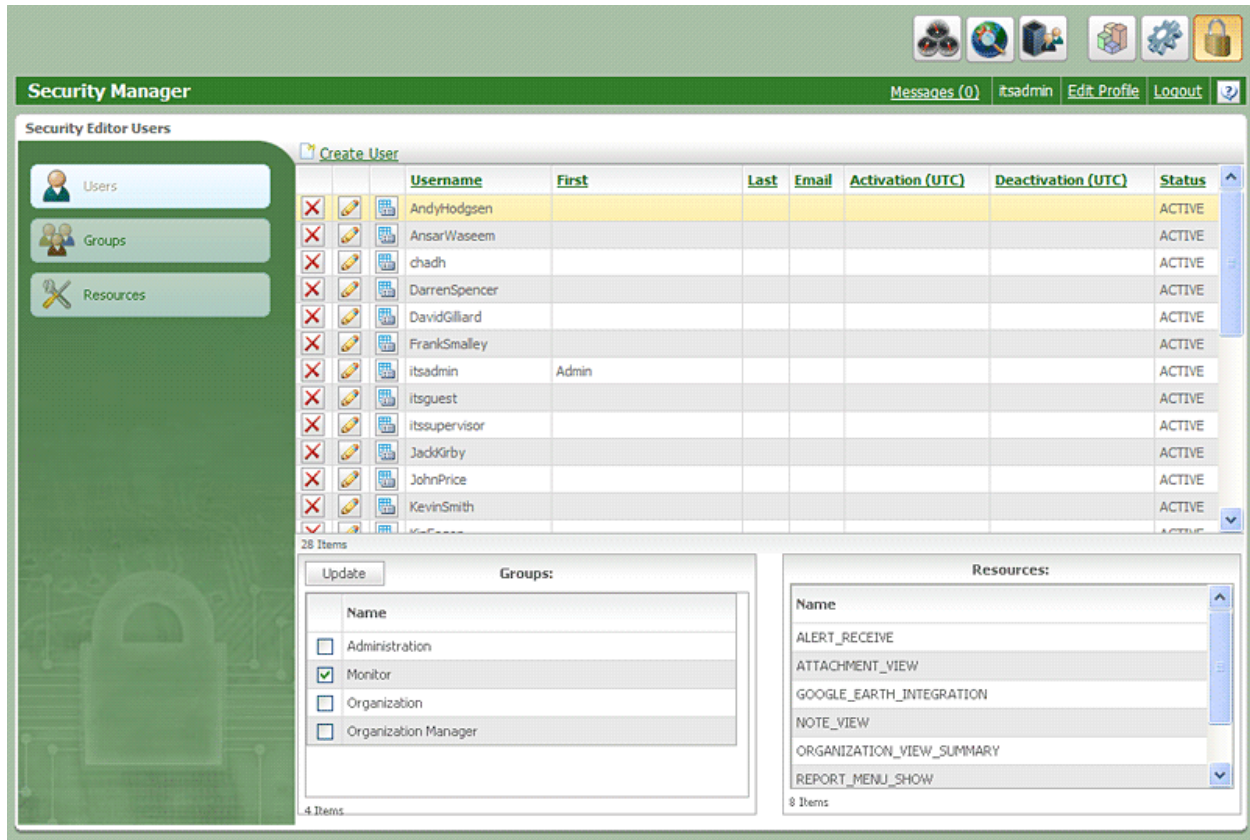 Security Manager Messages (0) itsadmin Edit Profile Logout
Security Editor Users
Users
Groups
Resources
Create User
Username First Last Email Activation (UTC) Deactivation (UTC) Status
AndyHodgsen ACTIVE
AnsarWaseem ACTIVE
chadh ACTIVE
DarrenSpencer ACTIVE
DavidGilliard ACTIVE
FrankSmalley ACTIVE
itsadmin Admin ACTIVE
itsguest ACTIVE
itssupervisor ACTIVE
JackKirby ACTIVE
JohnPrice ACTIVE
KevinSmith ACTIVE
28 Items
Update Groups:
Name
Administration
Monitor
Organization
Organization Manager
4 Items
Resources:
Name
ALERT_RECEIVE
ATTACHMENT_VIEW
GOOGLE_EARTH_INTEGRATION
NOTE_VIEW
ORGANIZATION_VIEW_SUMMARY
REPORT_MENU_SHOW
8 Items